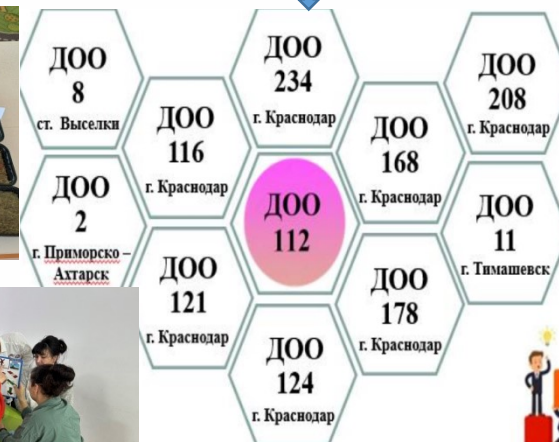 ДОО
8
ст. Выселки
ДОО
2
г. Приморско –
Ахтарск
ДОО
116
г. Краснодар
ДОО
121
г. Краснодар
ДОО
234
г. Краснодар
ДОО
112
ДОО
124
г. Краснодар
ДОО
168
г. Краснодар
ДОО
178
г. Краснодар
ДОО
208
г. Краснодар
ДОО
11
г. Тимашевск